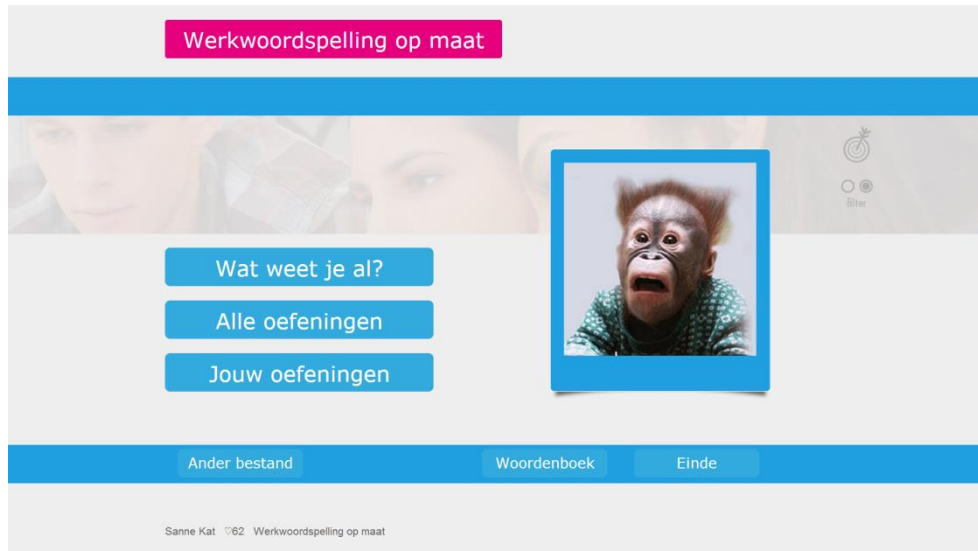 Werkwoordspelling op maat
filter
Wat weet je al?
Alle oefeningen
Jouw oefeningen
Ander bestand Woordenboek Einde
Sanne Kat ♡62 Werkwoordspelling op maat